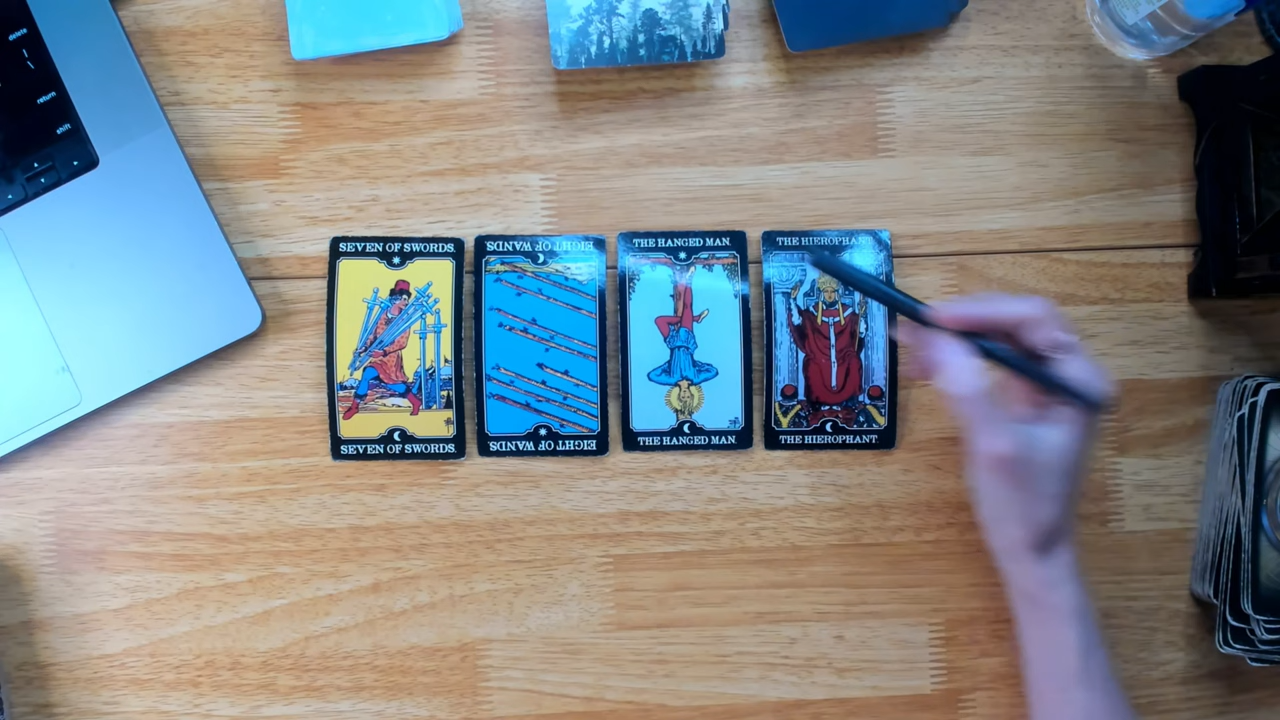 delete
return
shift
SEVEN OF SWORDS.
SEVEN OF SWORDS.
EIGHT OF WANDS.
EIGHT OF WANDS.
THE HANGED MAN.
THE HANGED MAN.
THE HIEROPHANT.
THE HIEROPHANT.